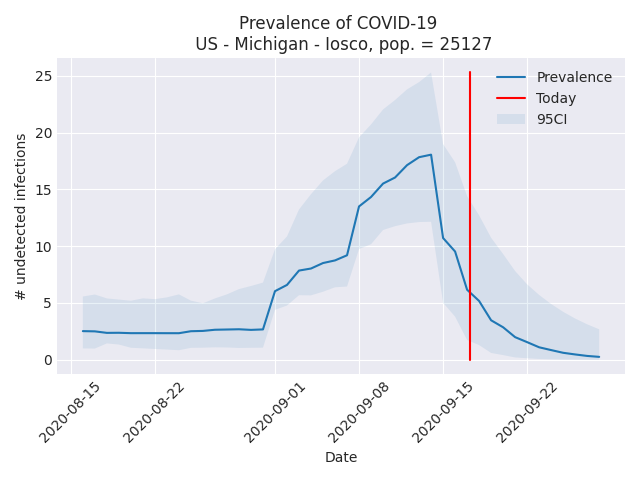 Prevalence of COVID-19
US - Michigan - Iosco, pop. = 25127
Prevalence
Today
95CI
25
20
15
10
5
0
# undetected infections
2020-08-15
2020-08-22
2020-09-01
2020-09-08
2020-09-15
2020-09-22
Date